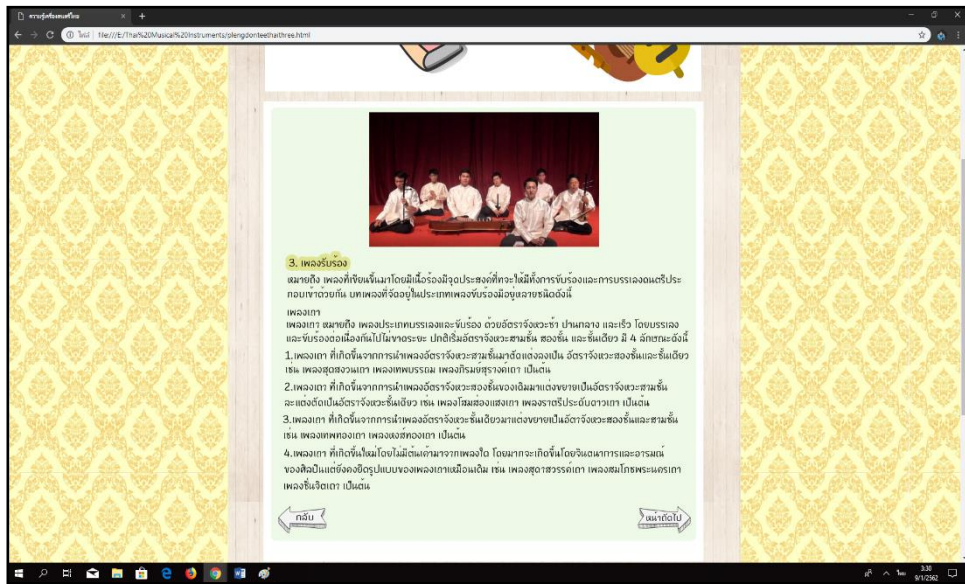 ความรู้เครื่องดนตรีไทย
ไฟล์ | file:///E:/Thai%20Musical%20Instruments/plengdonteethaithree.html
3. เพลงรับร้อง
หมายถึง เพลงที่เขียนขึ้นมาโดยมีเนื้อร้องมีจุดประสงค์ที่จะให้มีทั้งการขับร้องและการบรรเลงดนตรีประ
กอบเข้าด้วยกัน บทเพลงที่จัดอยู่ในประเภทเพลงขับร้องมีอยู่หลายชนิดดังนี้
เพลงเถา
เพลงเถา หมายถึง เพลงประเภทบรรเลงและขับร้อง ด้วยอัตราจังหวะช้า ปานกลาง และเร็ว โดยบรรเลง
และขับร้องต่อเนื่องกันไปไม่ขาดระยะ ปกติเริ่มอัตราจังหวะสามชั้น สองชั้น และชั้นเดียว มี 4 ลักษณะดังนี้
1.เพลงเถา ที่เกิดขึ้นจากการนำเพลงอัตราจังหวะสามชั้นมาตัดแต่งลงเป็น อัตราจังหวะสองชั้นและชั้นเดียว
เช่น เพลงสุดสงวนเถา เพลงเทพบรรทม เพลงภิรมย์สุรางค์เถา เป็นต้น
2.เพลงเถา ที่เกิดขึ้นจากการนำเพลงอัตราจังหวะสองชั้นของเดิมมาแต่งขยายเป็นอัตราจังหวะสามชั้น
ละแต่งตัดเป็นอัตราจังหวะชั้นเดียว เช่น เพลงโสมส่องแสงเถา เพลงราตรีประดับดาวเถา เป็นต้น
3.เพลงเถา ที่เกิดขึ้นจากการนำเพลงอัตราจังหวะชั้นเดียวมาแต่งขยายเป็นอัตาจังหวะสองชั้นและสามชั้น
เช่น เพลงเทพทองเถา เพลงหงส์ทองเถา เป็นต้น
4.เพลงเถา ที่เกิดขึ้นใหม่โดยไม่มีต้นเค้ามาจากเพลงใด โดยมากจะเกิดขึ้นโดยจินตนาการและอารมณ์
ของศิลปินแต่ยังคงยึดรูปแบบของเพลงเถาเหมือนเดิม เช่น เพลงสุดาสวรรค์เถา เพลงสมโภชพระนครเถา
เพลงชื่นจิตเถา เป็นต้น
กลับ
หน้าถัดไป
3:30
9/1/2562